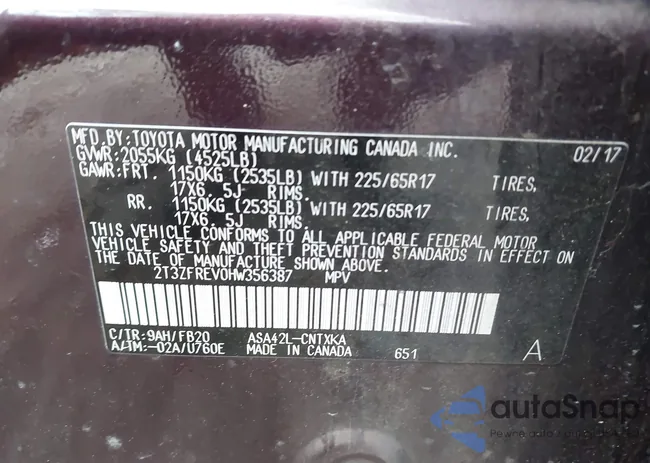 MFD.BY:TOYOTA MOTOR MANUFACTURING CANADA INC. 02/17
GVWR:2055KG (4525LB)
GAWR:FRT. 1150KG (2535LB) WITH 225/65R17 TIRES,
17X6. 5J RIMS.
RR. 1150KG (2535LB) WITH 225/65R17 TIRES,
17X6. 5J RIMS.
THIS VEHICLE CONFORMS TO ALL APPLICABLE FEDERAL MOTOR
VEHICLE SAFETY AND THEFT PREVENTION STANDARDS IN EFFECT ON
THE DATE OF MANUFACTURE SHOWN ABOVE.
2T3ZFREV0HW356387 MPV
C/TR:9AH/FB20 ASA42L-CNTXKA
A/TM:-02A/U760E MADE IN CANADA 651 A
autaSnap
Pewne auto z